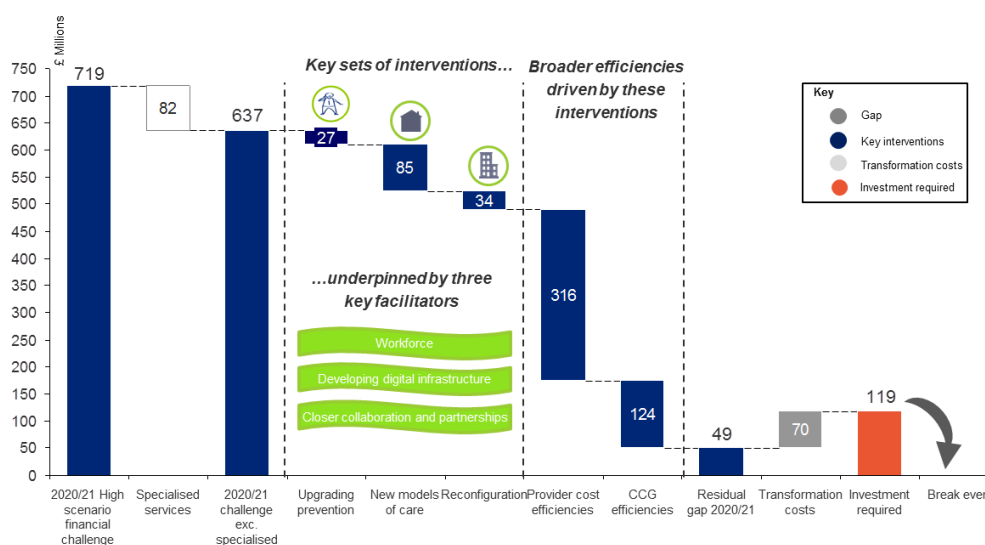 £ Millions
750
700
650
600
550
500
450
400
350
300
250
200
150
100
50
0
719
82
637
Key sets of interventions…
27
85
34
…underpinned by three
key facilitators
Workforce
Developing digital infrastructure
Closer collaboration and partnerships
Broader efficiencies
driven by these
interventions
316
124
49
70
119
Key
Gap
Key interventions
Transformation costs
Investment required
2020/21 High
scenario
financial
challenge
Specialised
services
2020/21
challenge
exc.
specialised
Upgrading
prevention
New models
of care
Reconfiguration
Provider cost
efficiencies
CCG
efficiencies
Residual
gap 2020/21
Transformation
costs
Investment
required
Break even